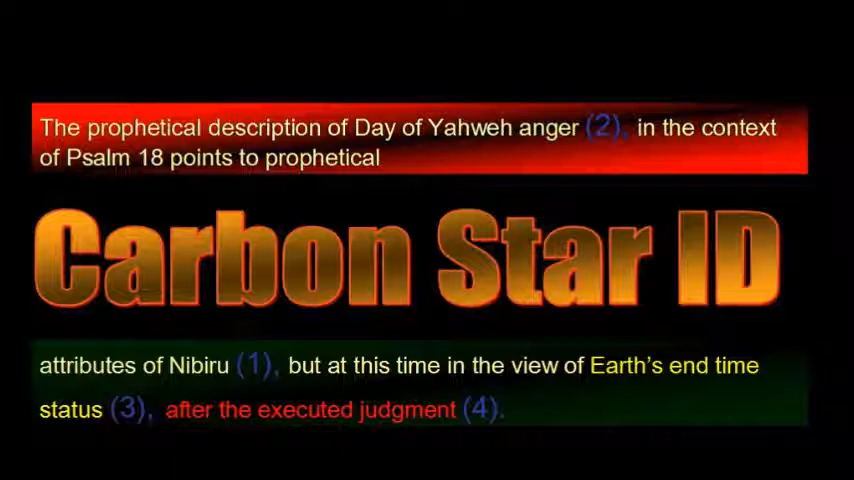 The prophetical description of Day of Yahweh anger (2), in the context
of Psalm 18 points to prophetical
Carbon Star ID
attributes of Nibiru (1), but at this time in the view of Earth's end time
status (3), after the executed judgment (4).